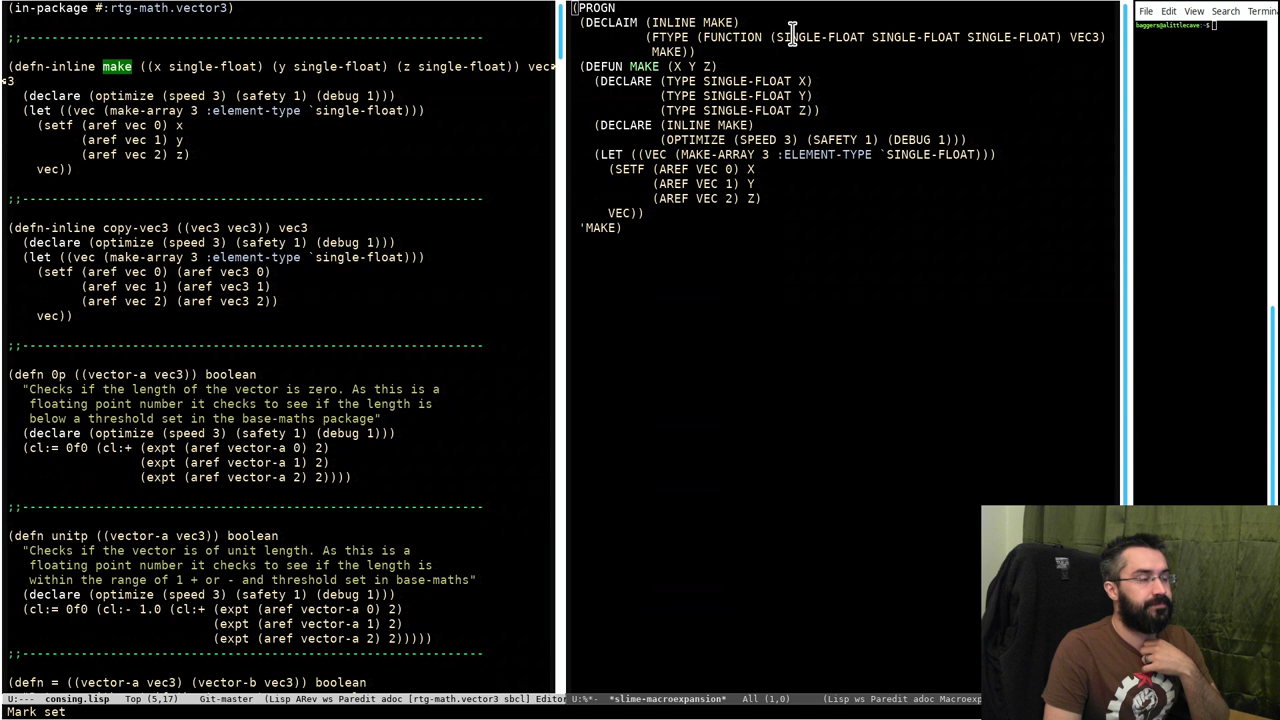 (in-package #:rtg-math.vector3)
;;---------------------------------------------------------------
(defn-inline make ((x single-float) (y single-float) (z single-float)) vec
3
(declare (optimize (speed 3) (safety 1) (debug 1)))
(let ((vec (make-array 3 :element-type `single-float)))
(setf (aref vec 0) x
(aref vec 1) y
(aref vec 2) z)
vec))
;;---------------------------------------------------------------
(defn-inline copy-vec3 ((vec3 vec3)) vec3
(declare (optimize (speed 3) (safety 1) (debug 1)))
(let ((vec (make-array 3 :element-type `single-float)))
(setf (aref vec 0) (aref vec3 0)
(aref vec 1) (aref vec3 1)
(aref vec 2) (aref vec3 2))
vec))
;;---------------------------------------------------------------
(defn 0p ((vector-a vec3)) boolean
"Checks if the length of the vector is zero. As this is a
floating point number it checks to see if the length is
below a threshold set in the base-maths package"
(declare (optimize (speed 3) (safety 1) (debug 1)))
(cl:= 0f0 (cl:+ (expt (aref vector-a 0) 2)
(expt (aref vector-a 1) 2)
(expt (aref vector-a 2) 2))))
;;---------------------------------------------------------------
(defn unitp ((vector-a vec3)) boolean
"Checks if the vector is of unit length. As this is a
floating point number it checks to see if the length is
within the range of 1 + or - and threshold set in base-maths"
(declare (optimize (speed 3) (safety 1) (debug 1)))
(cl:= 0f0 (cl:- 1.0 (cl:+ (expt (aref vector-a 0) 2)
(expt (aref vector-a 1) 2)
(expt (aref vector-a 2) 2)))))
;;---------------------------------------------------------------
(defn = ((vector-a vec3) (vector-b vec3)) boolean
U:--- consing.lisp Top (5,17) Git-master (Lisp ARev ws Paredit adoc [rtg-math.vector3 sbcl] Editor
Mark set
(PROGN
(DECLAIM (INLINE MAKE)
(FTYPE (FUNCTION (SINGLE-FLOAT SINGLE-FLOAT SINGLE-FLOAT) VEC3)
MAKE))
(DEFUN MAKE (X Y Z)
(DECLARE (TYPE SINGLE-FLOAT X)
(TYPE SINGLE-FLOAT Y)
(TYPE SINGLE-FLOAT Z))
(DECLARE (INLINE MAKE)
(OPTIMIZE (SPEED 3) (SAFETY 1) (DEBUG 1)))
(LET ((VEC (MAKE-ARRAY 3 :ELEMENT-TYPE `SINGLE-FLOAT)))
(SETF (AREF VEC 0) X
(AREF VEC 1) Y
(AREF VEC 2) Z)
VEC))
'MAKE)
U:%*- *slime-macroexpansion* All (1,0) (Lisp ws Paredit adoc Macroexp
File Edit View Search Termin
baggers@alittlecave:~$